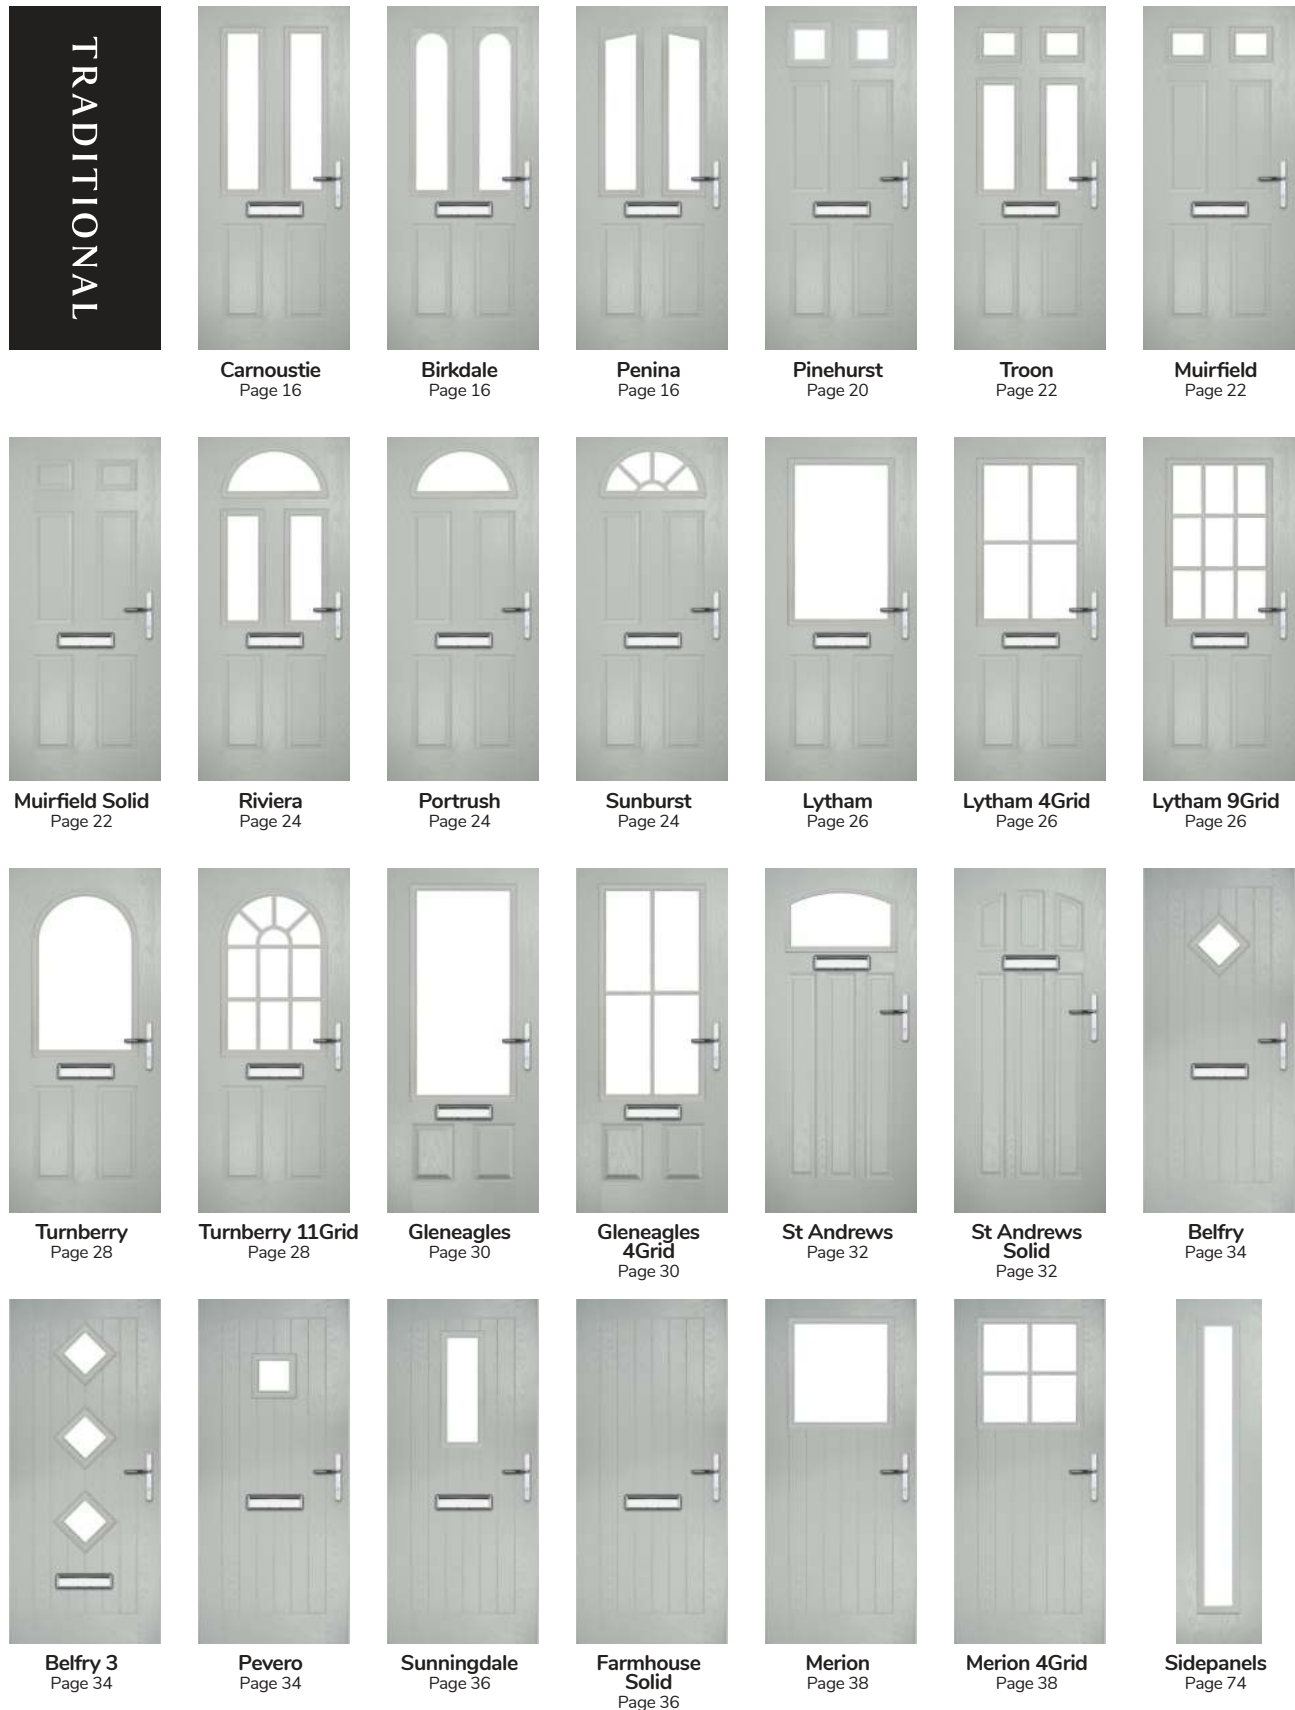 TRADITIONAL
Carnoustie
Page 16
Birkdale
Page 16
Penina
Page 16
Pinehurst
Page 20
Troon
Page 22
Muirfield
Page 22
Muirfield Solid
Page 22
Riviera
Page 24
Portrush
Page 24
Sunburst
Page 24
Lytham
Page 26
Lytham 4Grid
Page 26
Lytham 9Grid
Page 26
Turnberry
Page 28
Turnberry 11Grid
Page 28
Gleneagles
Page 30
Gleneagles
4Grid
Page 30
St Andrews
Page 32
St Andrews
Solid
Page 32
Belfry
Page 34
Belfry 3
Page 34
Pevero
Page 34
Sunningdale
Page 36
Farmhouse
Solid
Page 36
Merion
Page 38
Merion 4Grid
Page 38
Sidepanels
Page 74